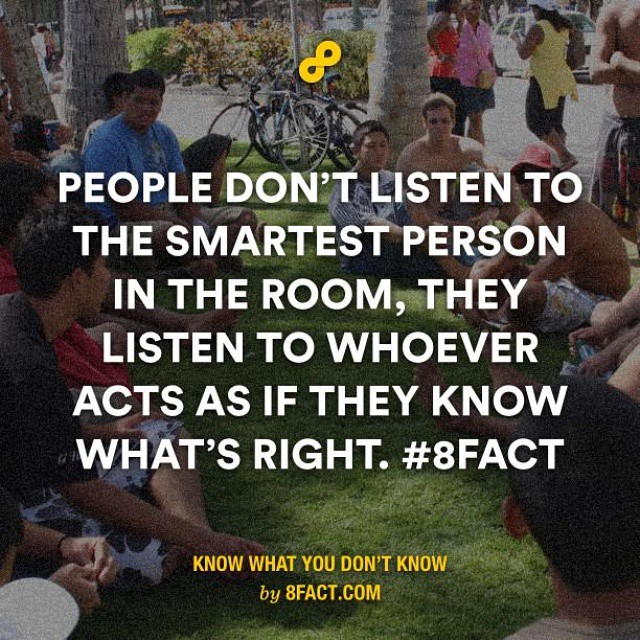 PEOPLE DON’T LISTEN TO
THE SMARTEST PERSON
IN THE ROOM, THEY
LISTEN TO WHOEVER
ACTS AS IF THEY KNOW
WHAT’S RIGHT. #8FACT
KNOW WHAT YOU DON’T KNOW
by 8FACT.COM